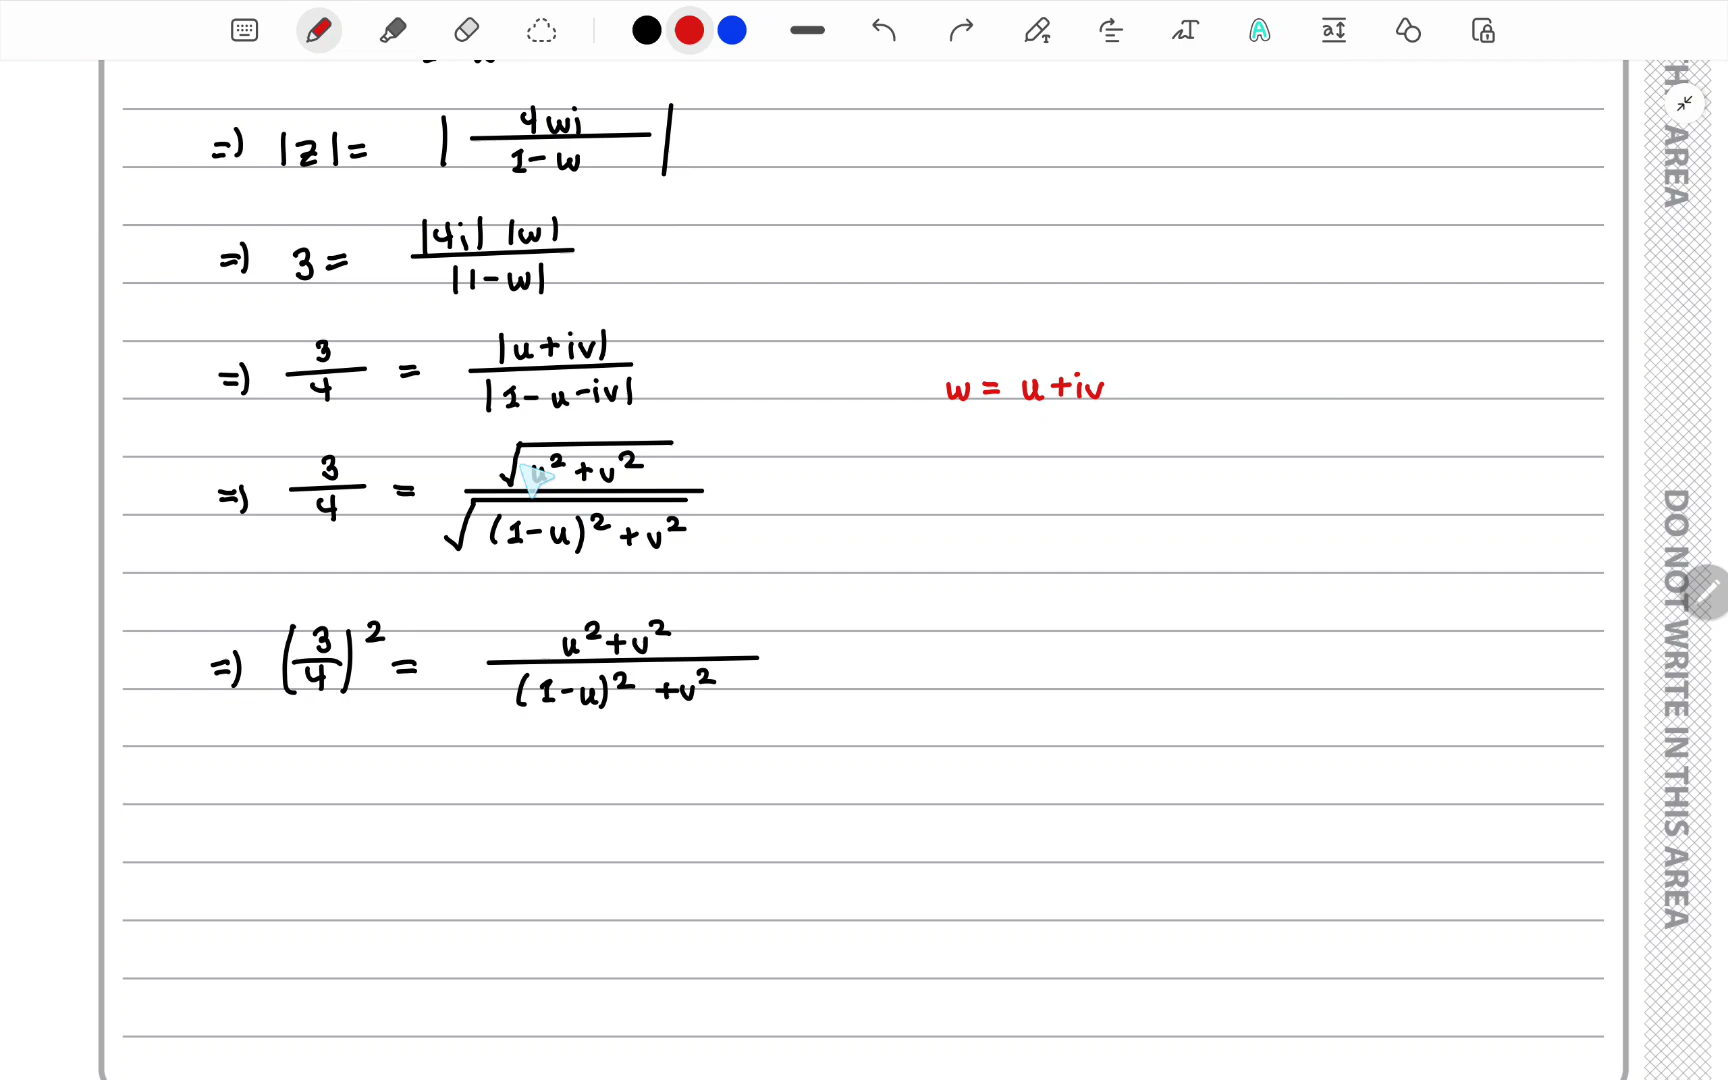 ⇒ |z| = | 4wi / 1-w |
⇒ 3 = |4i| |w| / |1-w|
⇒ 3/4 = |u+iv| / |1-u-iv|
w = u+iv
⇒ 3/4 = √(u²+v²) / √((1-u)²+v²)
⇒ (3/4)² = u²+v² / (1-u)²+v²
AREA
DO NOT WRITE IN THIS AREA